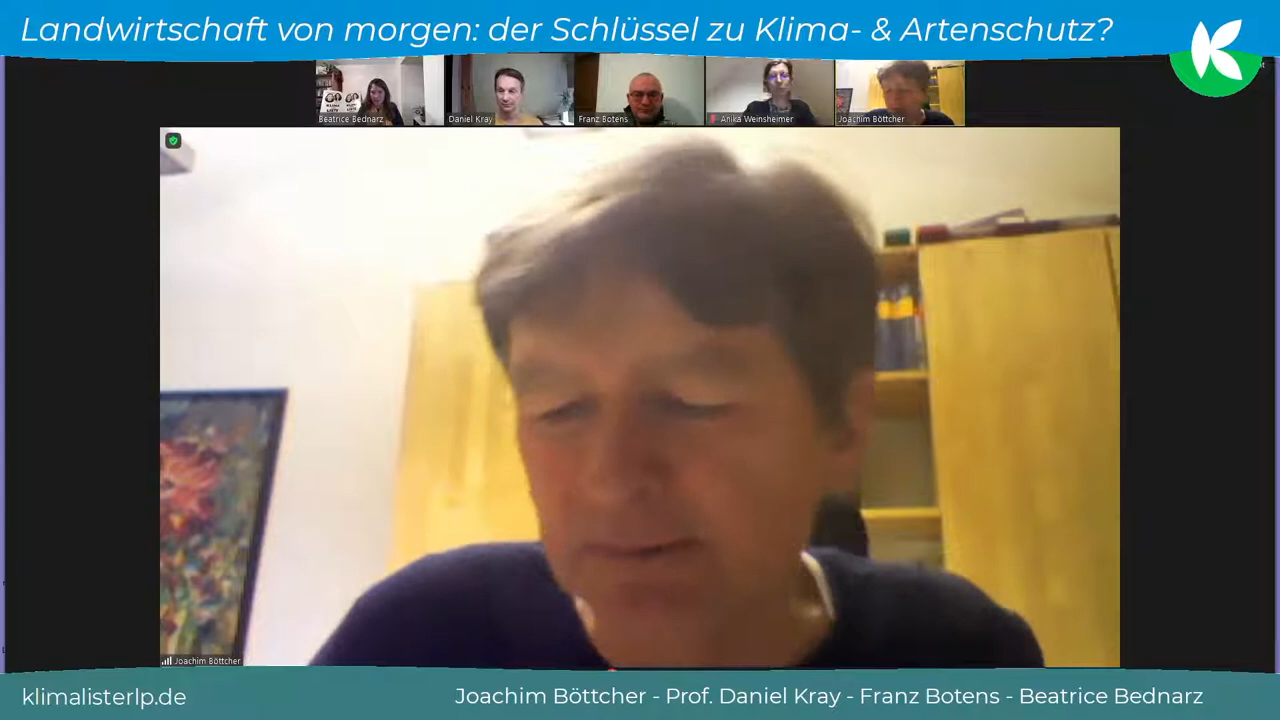 Landwirtschaft von morgen: der Schlüssel zu Klima- & Artenschutz?
Beatrice Bednarz
Daniel Kray
Franz Botens
Anika Weinsheimer
Joachim Böttcher
Joachim Böttcher
klimalisterlp.de
Joachim Böttcher - Prof. Daniel Kray - Franz Botens - Beatrice Bednarz